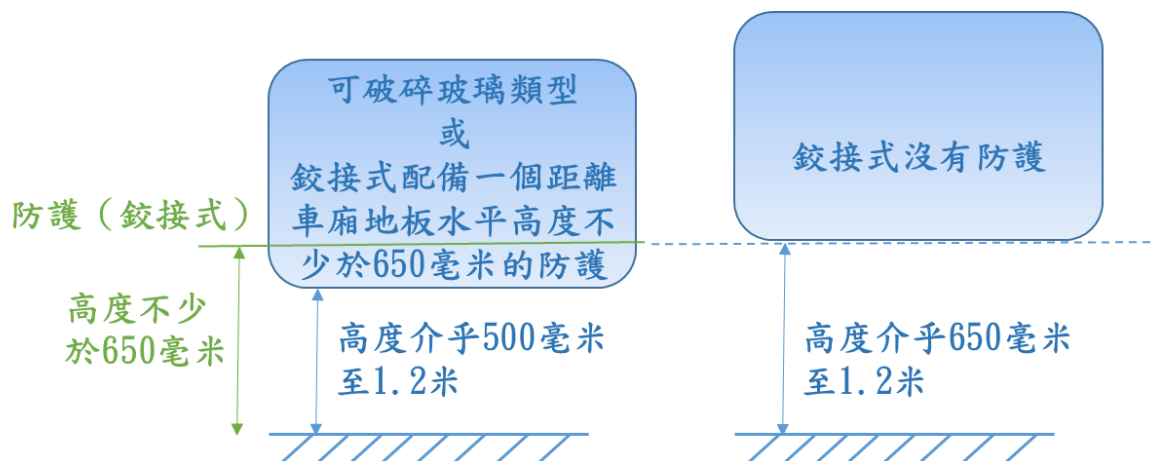 可破碎玻璃類型
或
鉸接式配備一個距離
車廂地板水平高度不
少於650毫米的防護
鉸接式沒有防護
防護（鉸接式）
高度不少
於650毫米
高度介乎500毫米
至1.2米
高度介乎650毫米
至1.2米